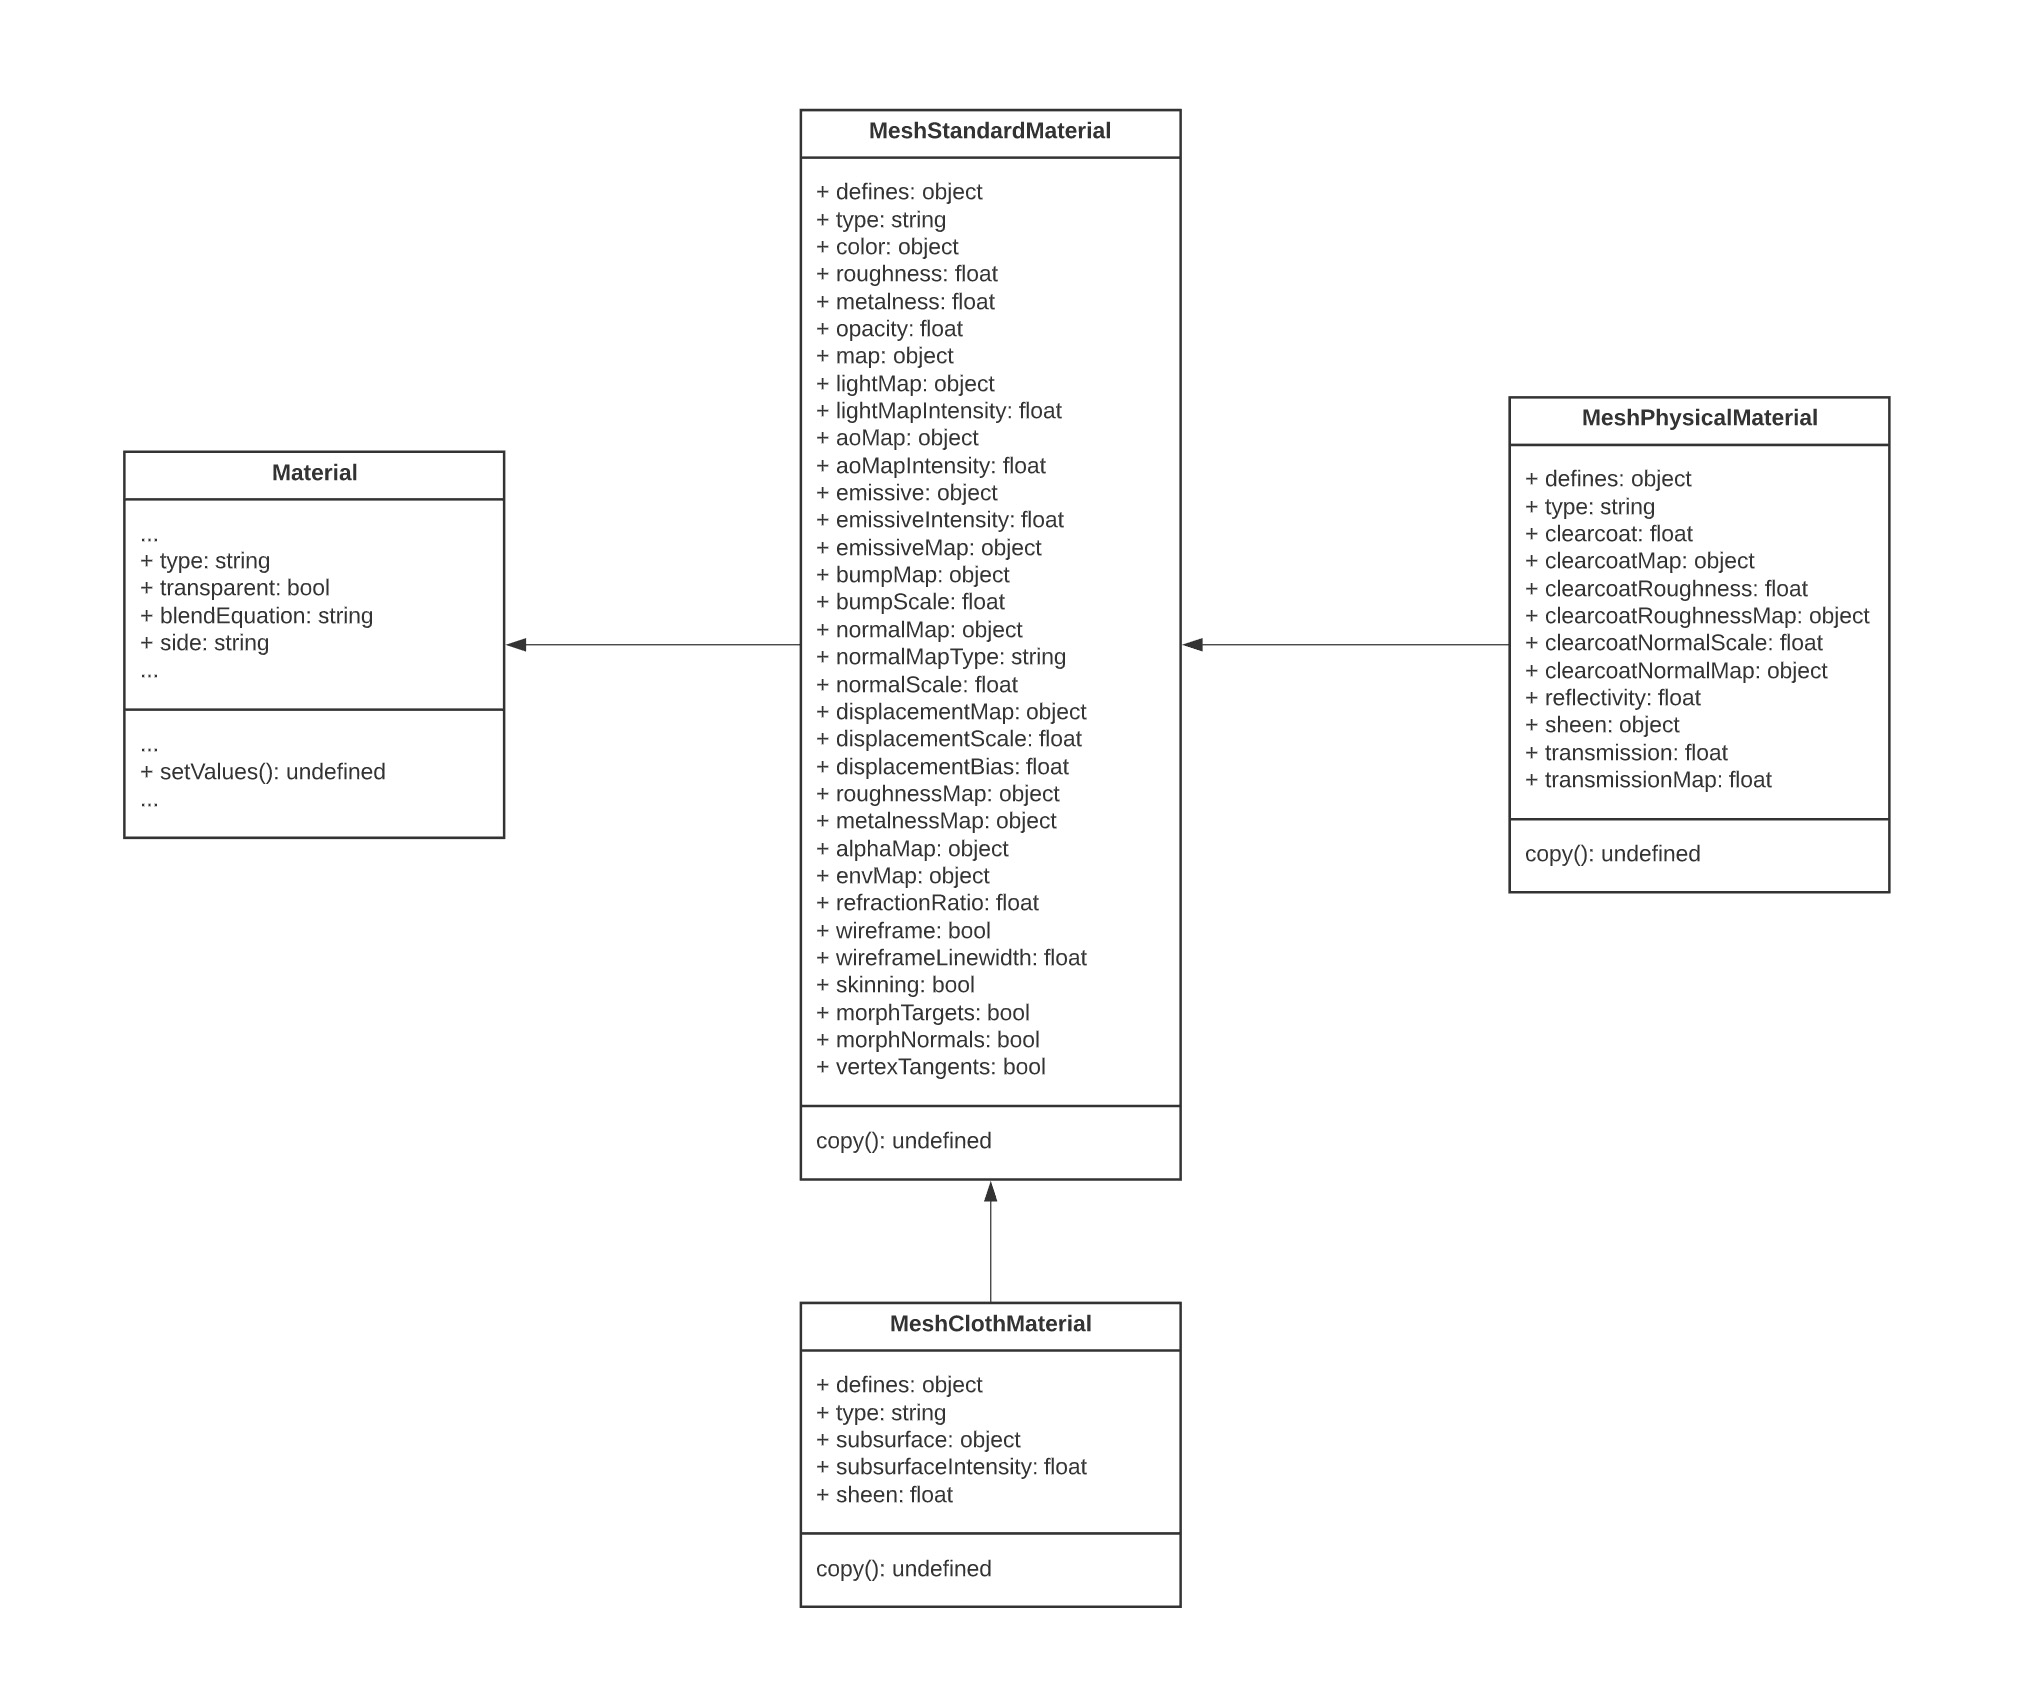 MeshStandardMaterial
+ defines: object
+ type: string
+ color: object
+ roughness: float
+ metalness: float
+ opacity: float
+ map: object
+ lightMap: object
+ lightMapIntensity: float
+ aoMap: object
+ aoMapIntensity: float
+ emissive: object
+ emissiveIntensity: float
+ emissiveMap: object
+ bumpMap: object
+ bumpScale: float
+ normalMap: object
+ normalMapType: string
+ normalScale: float
+ displacementMap: object
+ displacementScale: float
+ displacementBias: float
+ roughnessMap: object
+ metalnessMap: object
+ alphaMap: object
+ envMap: object
+ refractionRatio: float
+ wireframe: bool
+ wireframeLinewidth: float
+ skinning: bool
+ morphTargets: bool
+ morphNormals: bool
+ vertexTangents: bool
copy(): undefined
Material
...
+ type: string
+ transparent: bool
+ blendEquation: string
+ side: string
...
...
+ setValues(): undefined
...
MeshPhysicalMaterial
+ defines: object
+ type: string
+ clearcoat: float
+ clearcoatMap: object
+ clearcoatRoughness: float
+ clearcoatRoughnessMap: object
+ clearcoatNormalScale: float
+ clearcoatNormalMap: object
+ reflectivity: float
+ sheen: object
+ transmission: float
+ transmissionMap: float
copy(): undefined
MeshClothMaterial
+ defines: object
+ type: string
+ subsurface: object
+ subsurfaceIntensity: float
+ sheen: float
copy(): undefined